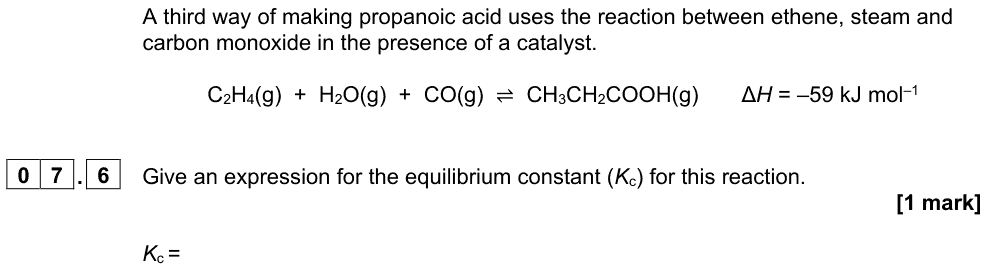 A third way of making propanoic acid uses the reaction between ethene, steam and
carbon monoxide in the presence of a catalyst.
C₂H₄(g) + H₂O(g) + CO(g) ⇌ CH₃CH₂COOH(g) ΔH = –59 kJ mol⁻¹
0 7 . 6 Give an expression for the equilibrium constant (Kc) for this reaction.
[1 mark]
Kc =